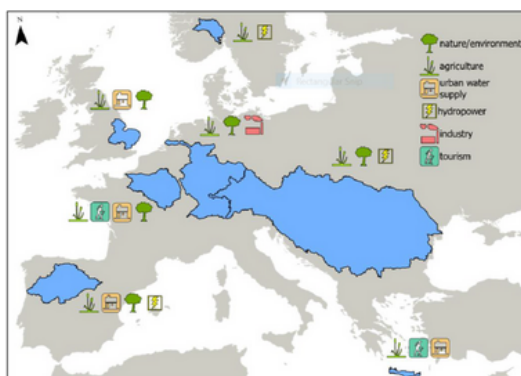 N
nature/environment
agriculture
urban water
supply
hydropower
industry
tourism